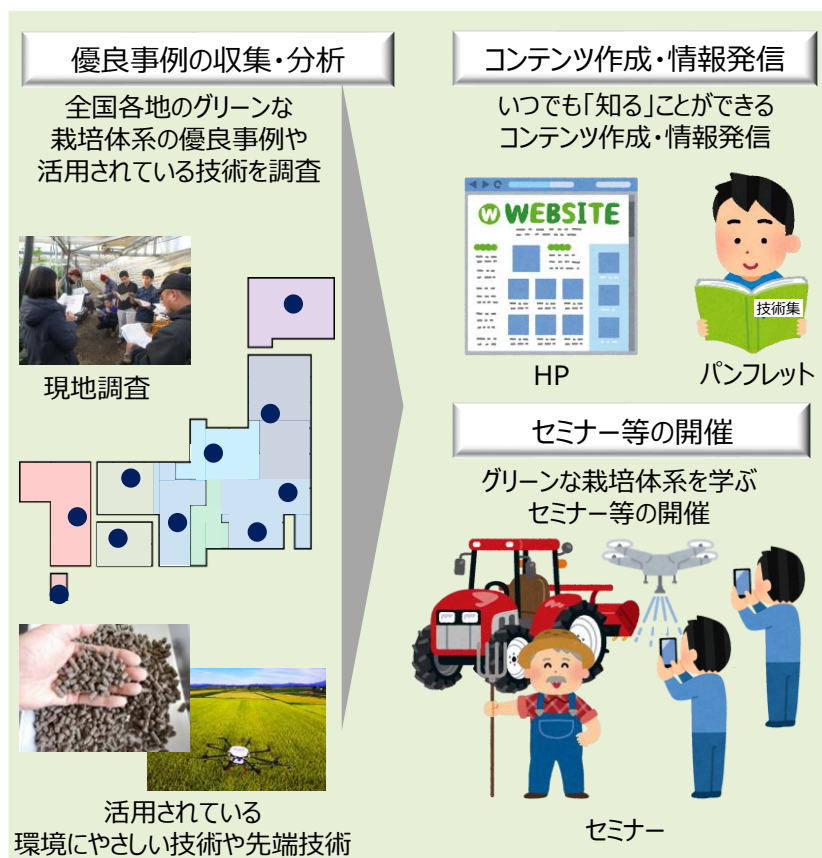 優良事例の収集・分析
全国各地のグリーンな
栽培体系の優良事例や
活用されている技術を調査
現地調査
活用されている
環境にやさしい技術や先端技術
コンテンツ作成・情報発信
いつでも「知る」ことができる
コンテンツ作成・情報発信
WEBSITE
技術集
HP
パンフレット
セミナー等の開催
グリーンな栽培体系を学ぶ
セミナー等の開催
セミナー